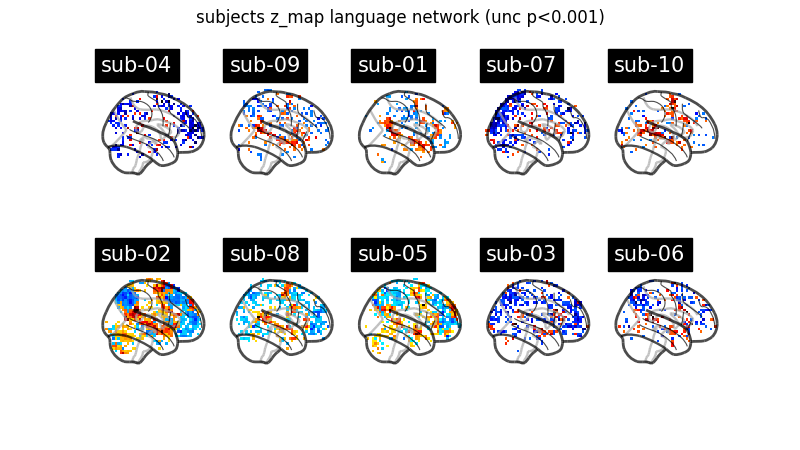 subjects z_map language network (unc p<0.001)
sub-04 sub-09 sub-01 sub-07 sub-10
sub-02 sub-08 sub-05 sub-03 sub-06